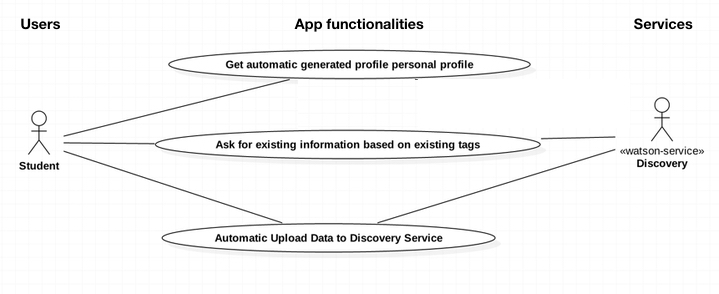 Users
App functionalities
Services
Get automatic generated profile personal profile
Ask for existing information based on existing tags
Student
«watson-service»
Discovery
Automatic Upload Data to Discovery Service